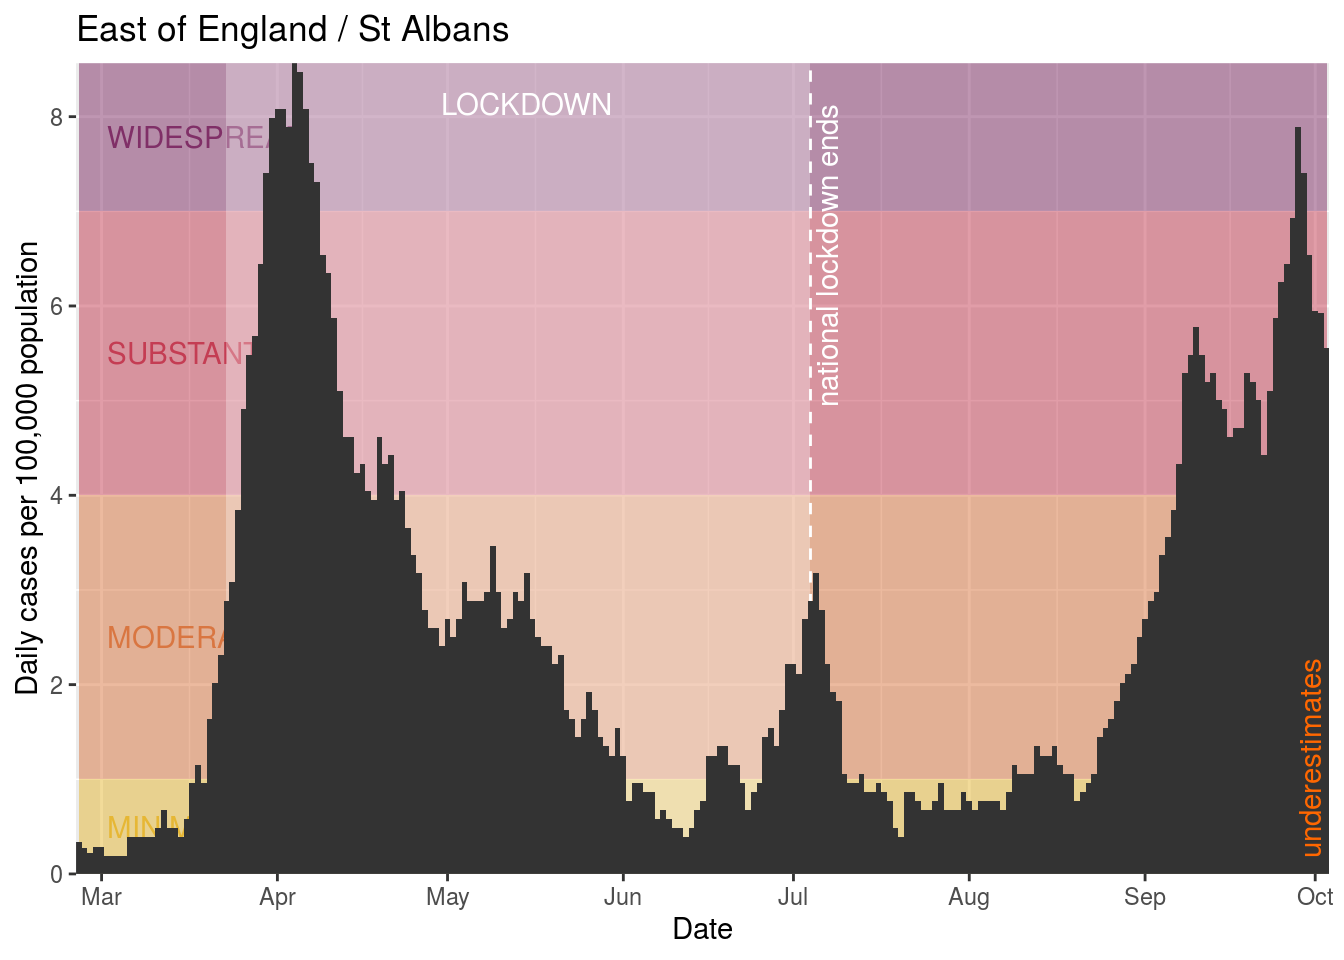 East of England / St Albans
LOCKDOWN
WIDESPREA
national lockdown ends
SUBSTANT
MODERA
MINIM
underestimates
Daily cases per 100,000 population
8
6
4
2
0
Mar Apr May Jun Jul Aug Sep Oct
Date